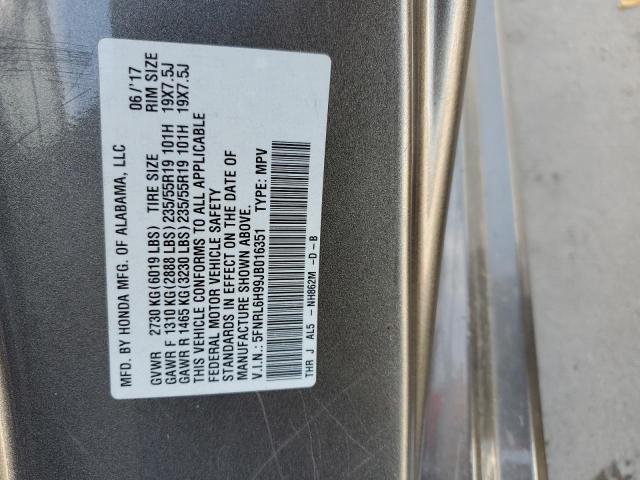 MFD. BY HONDA MFG. OF ALABAMA, LLC 06/'17
GVWR 2730 KG(6019 LBS) TIRE SIZE RIM SIZE
GAWR F 1310 KG(2888 LBS) 235/55R19 101H 19X7.5J
GAWR R 1465 KG(3230 LBS) 235/55R19 101H 19X7.5J
THIS VEHICLE CONFORMS TO ALL APPLICABLE
FEDERAL MOTOR VEHICLE SAFETY
STANDARDS IN EFFECT ON THE DATE OF
MANUFACTURE SHOWN ABOVE.
V.I.N.: 5FNRL6H99JB016351 TYPE: MPV
THR J AL5 - NH862M -D-B